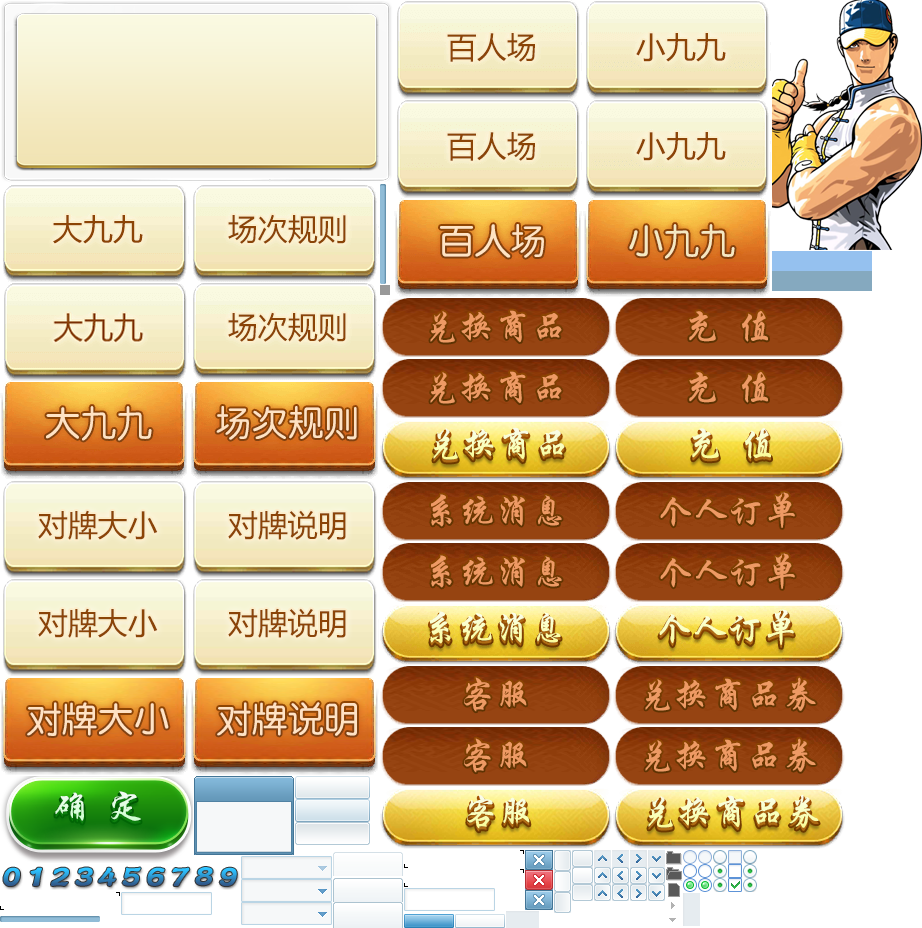 百人场
小九九
百人场
小九九
大九九
场次规则
百人场
小九九
大九九
场次规则
兑换商品
充 值
兑换商品
充 值
大九九
场次规则
兑换商品
充 值
对牌大小
对牌说明
系统消息
个人订单
系统消息
个人订单
对牌大小
对牌说明
系统消息
个人订单
客服
兑换商品券
对牌大小
对牌说明
客服
兑换商品券
确 定
客服
兑换商品券
0123456789